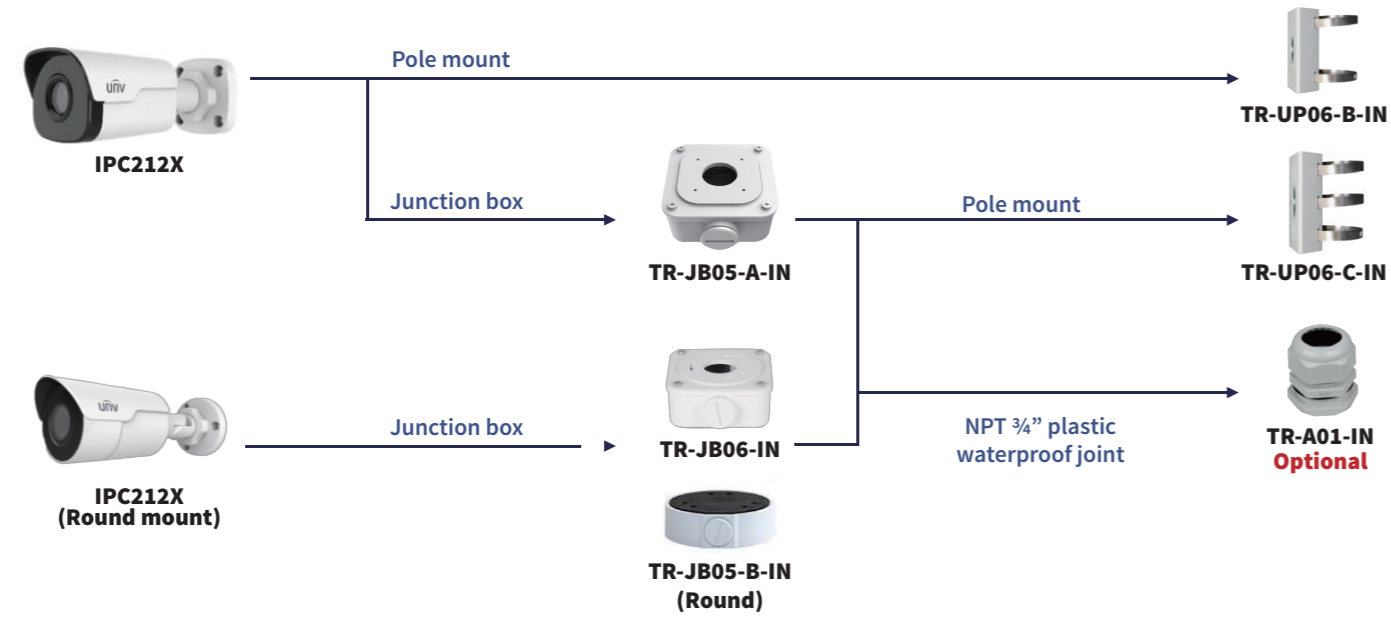 Pole mount
unv
TR-UP06-B-IN
IPC212X
Junction box
Pole mount
TR-JB05-A-IN
TR-UP06-C-IN
unv
Junction box
NPT ¾” plastic
waterproof joint
TR-JB06-IN
TR-A01-IN
Optional
IPC212X
(Round mount)
TR-JB05-B-IN
(Round)